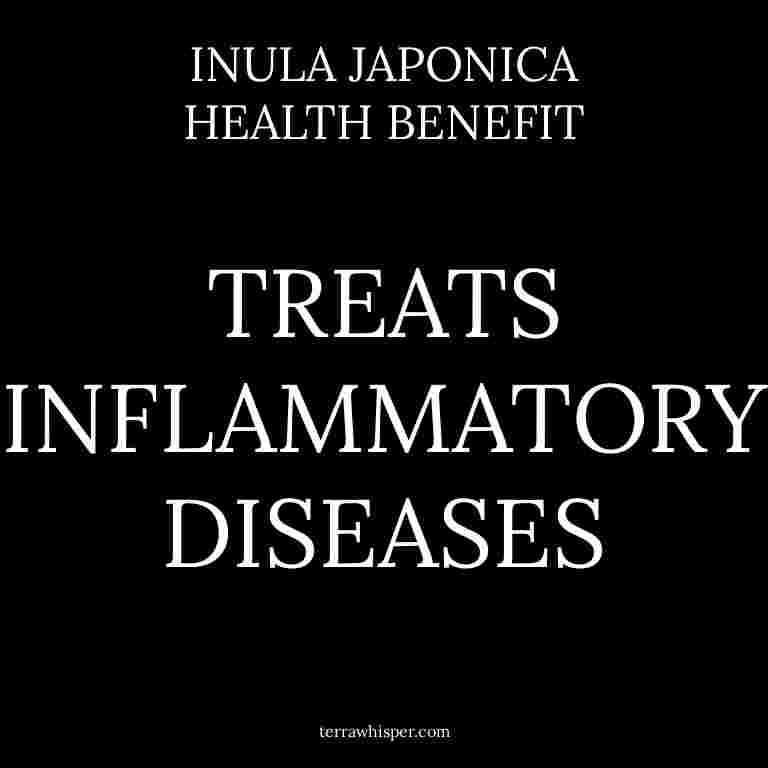 INULA JAPONICA
HEALTH BENEFIT
TREATS
INFLAMMATORY
DISEASES
terrawhisper.com